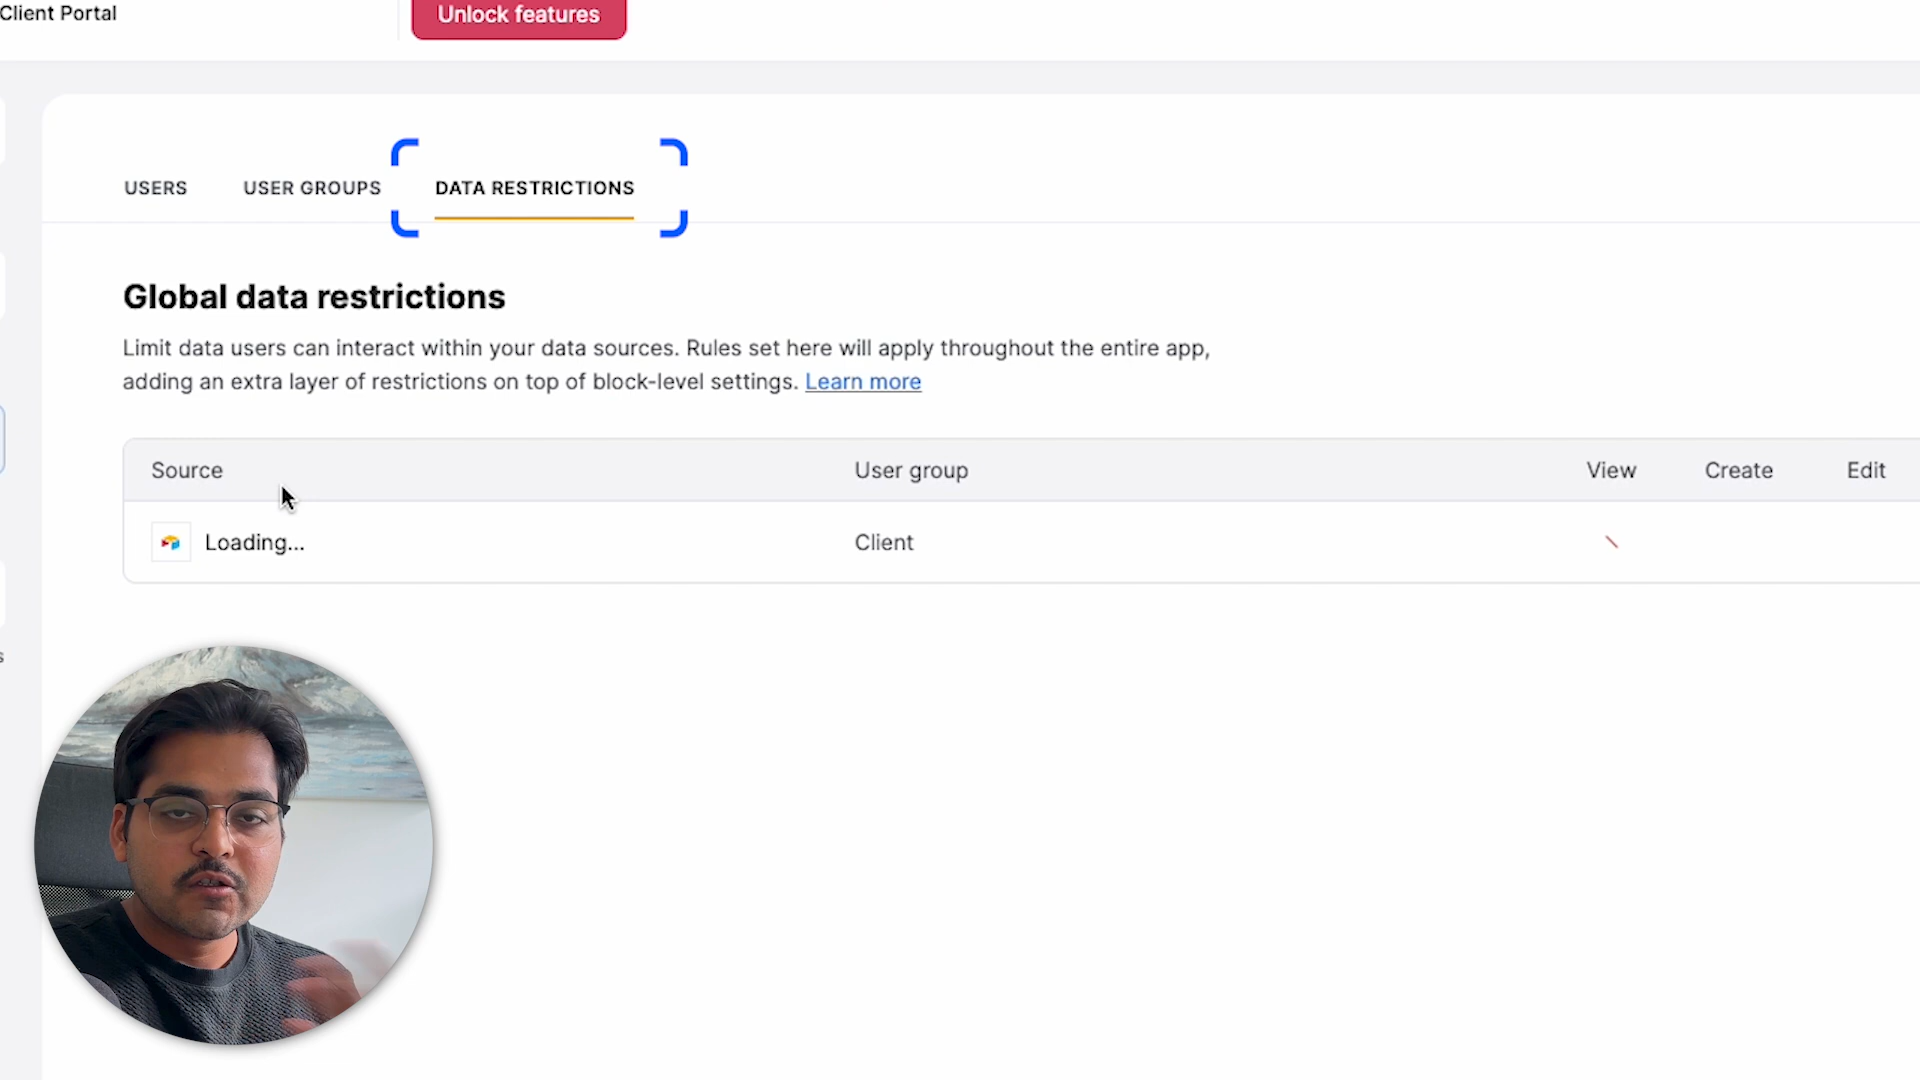 Client Portal
Unlock features
USERS
USER GROUPS
DATA RESTRICTIONS
Global data restrictions
Limit data users can interact within your data sources. Rules set here will apply throughout the entire app,
adding an extra layer of restrictions on top of block-level settings. Learn more
Source
User group
View
Create
Edit
Loading...
Client
s